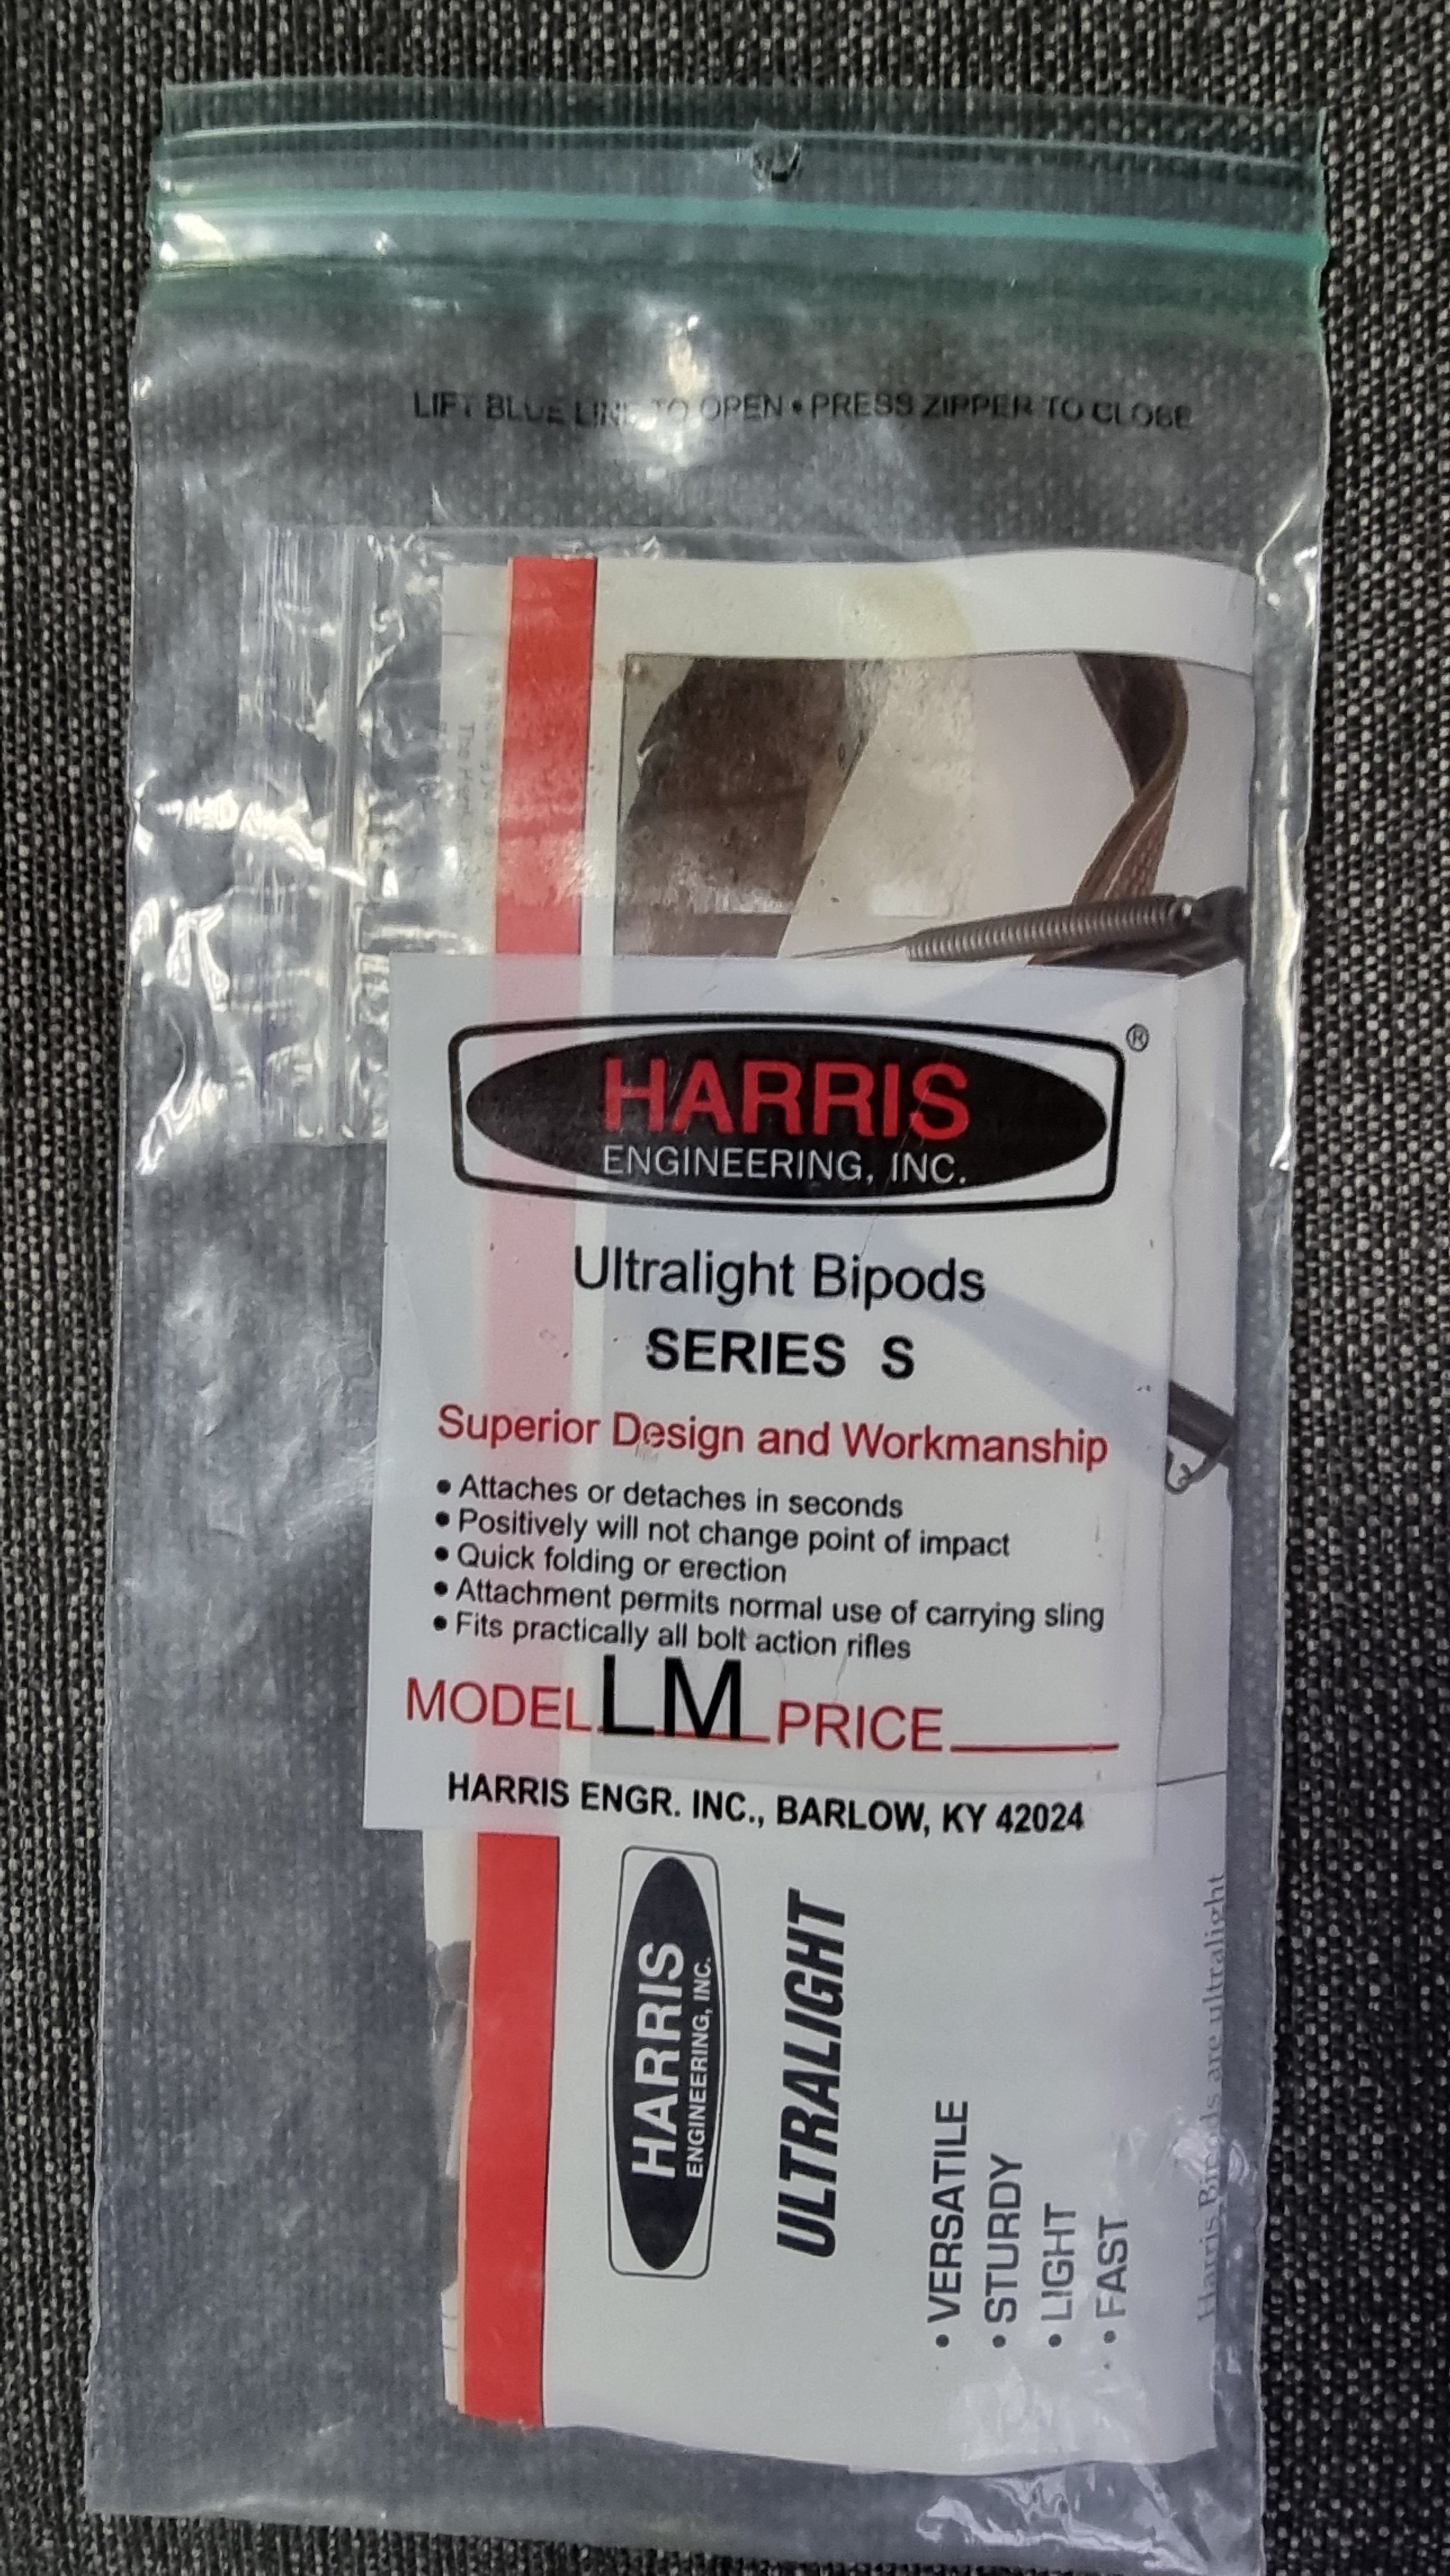 LIFT BLUE LINE TO OPEN • PRESS ZIPPER TO CLOSE
HARRIS ®
ENGINEERING, INC.
Ultralight Bipods
SERIES S
Superior Design and Workmanship
• Attaches or detaches in seconds
• Positively will not change point of impact
• Quick folding or erection
• Attachment permits normal use of carrying sling
• Fits practically all bolt action rifles
MODEL LM PRICE
HARRIS ENGR. INC., BARLOW, KY 42024
HARRIS
ENGINEERING, INC.
ULTRALIGHT
• VERSATILE
• STURDY
• LIGHT
• FAST
Harris Bipods are ultralight